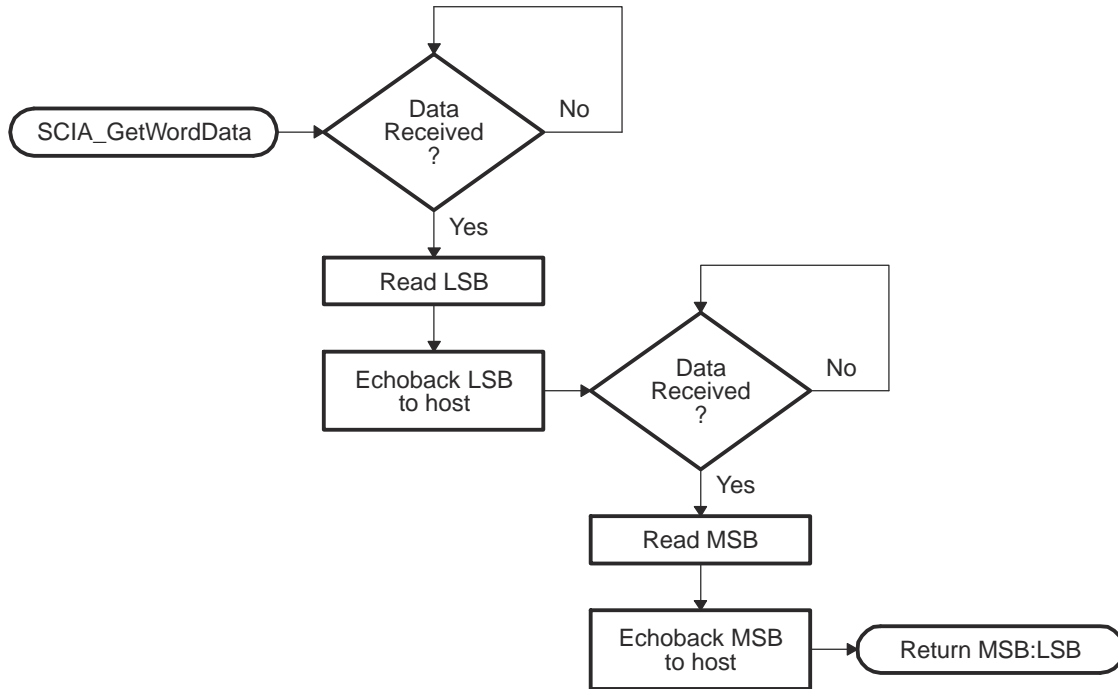 SCIA_GetWordData
Data
Received
?
No
Yes
Read LSB
Echoback LSB
to host
Data
Received
?
No
Yes
Read MSB
Echoback MSB
to host
Return MSB:LSB